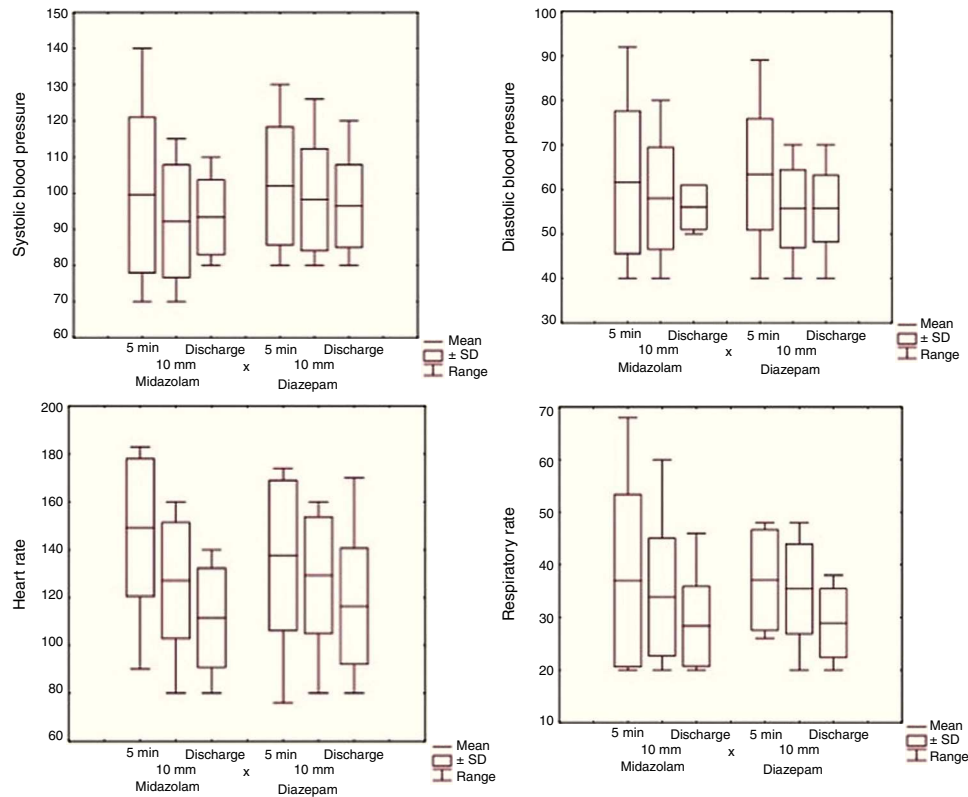 Systolic blood pressure
150
140
130
120
110
100
90
80
70
60
5 min Discharge 5 min Discharge
10 mm x 10 mm
Midazolam Diazepam
Mean
± SD
Range
Diastolic blood pressure
100
90
80
70
60
50
40
30
5 min Discharge 5 min Discharge
10 mm x 10 mm
Midazolam Diazepam
Mean
± SD
Range
Heart rate
200
180
160
140
120
100
80
60
5 min Discharge 5 min Discharge
10 mm x 10 mm
Midazolam Diazepam
Mean
± SD
Range
Respiratory rate
70
60
50
40
30
20
10
5 min Discharge 5 min Discharge
10 mm x 10 mm
Midazolam Diazepam
Mean
± SD
Range